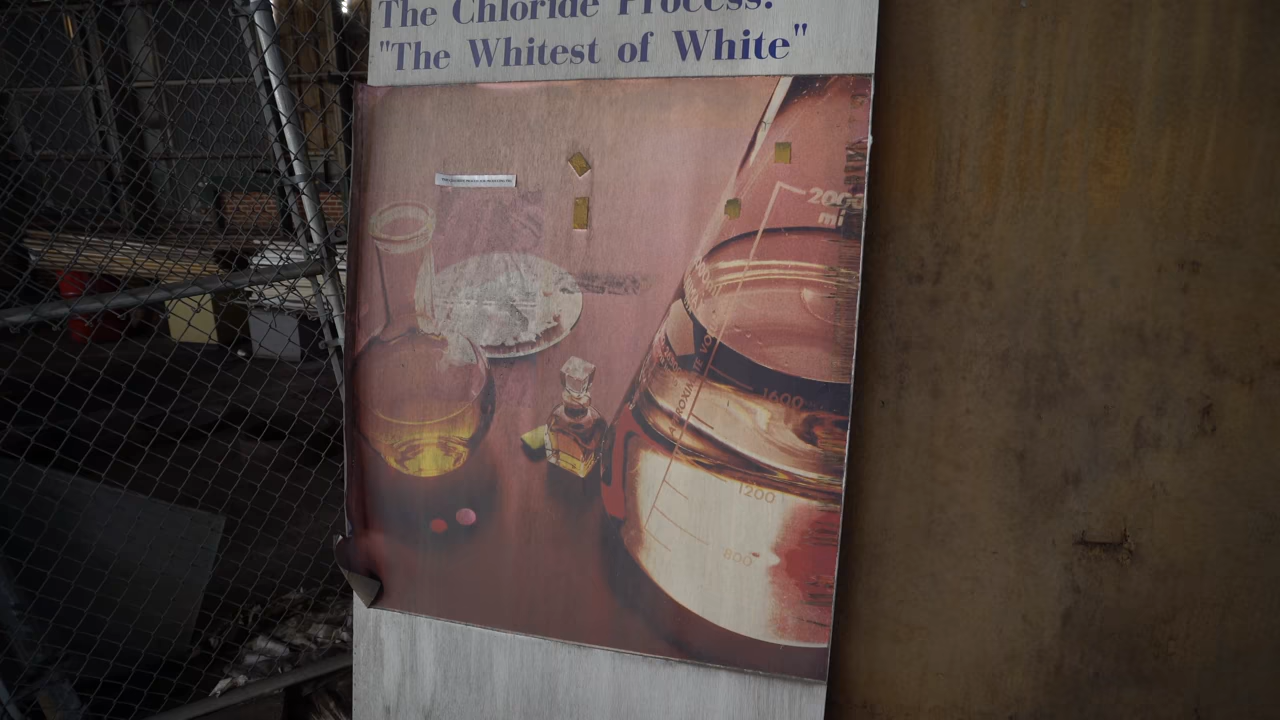 The Chloride Process:
"The Whitest of White"
2000
ml
1600
1200
800